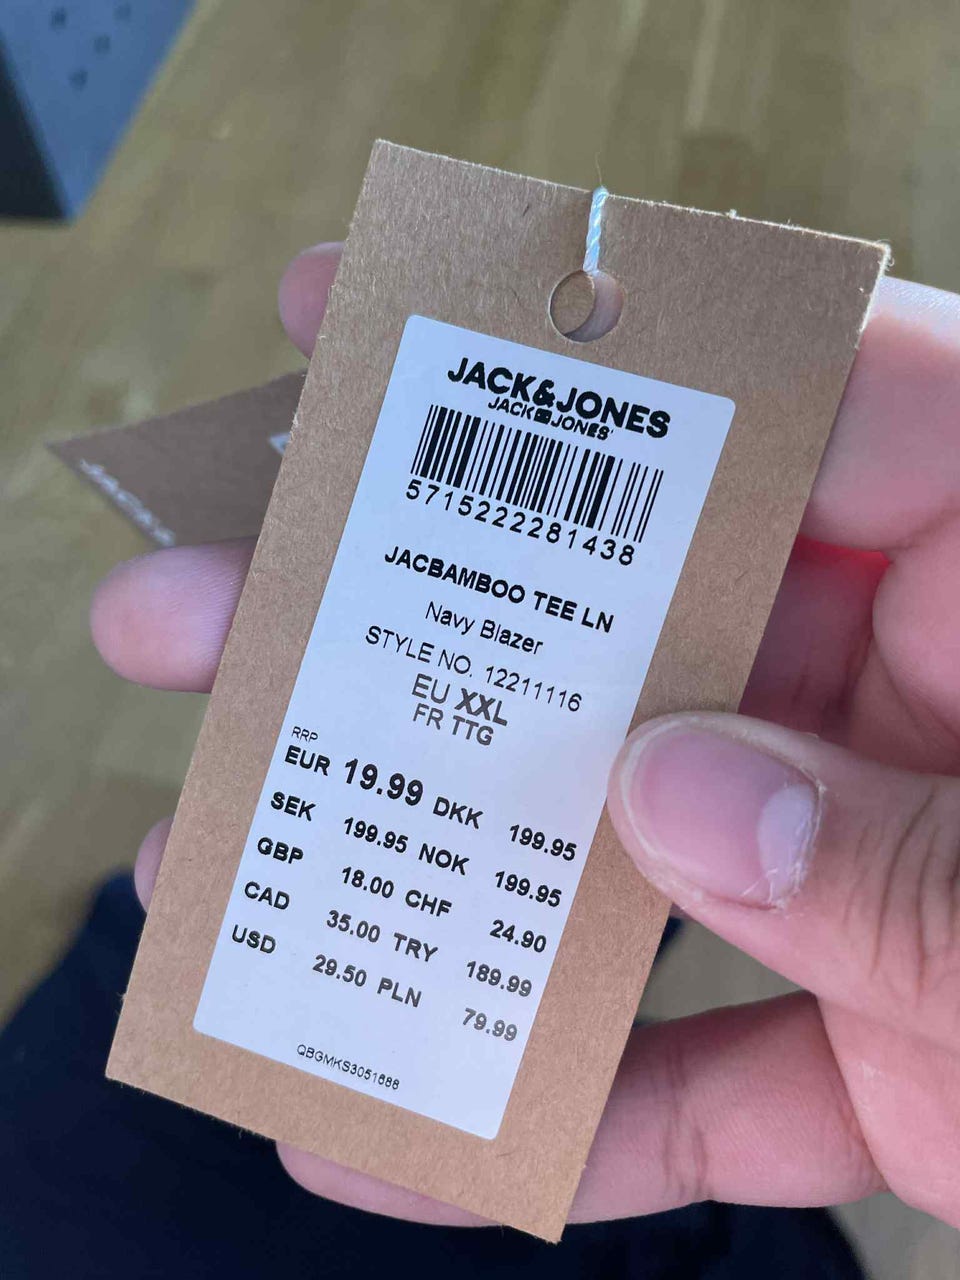 JACK&JONES
JACK & JONES
5715222281438
JACBAMBOO TEE LN
Navy Blazer
STYLE NO. 12211116
EU XXL
FR TTG
RRP
EUR 19.99 DKK 199.95
SEK 199.95 NOK 199.95
GBP 18.00 CHF 24.90
CAD 35.00 TRY 189.99
USD 29.50 PLN 79.99